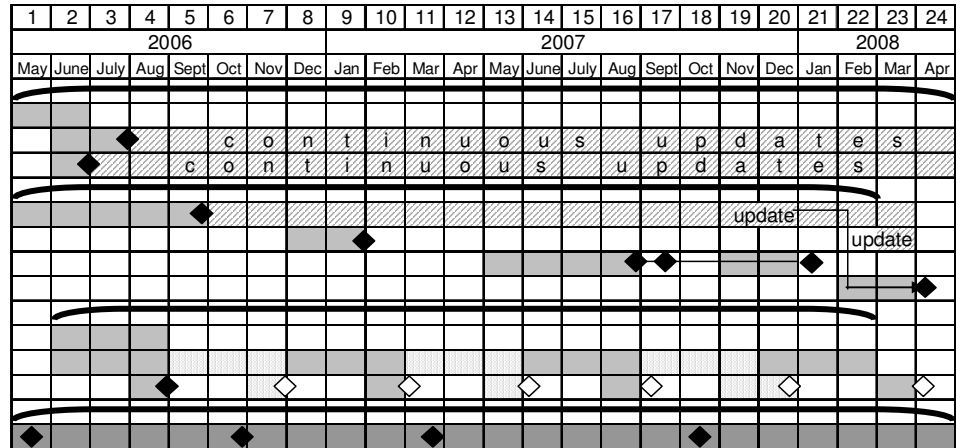 1 2 3 4 5 6 7 8 9 10 11 12 13 14 15 16 17 18 19 20 21 22 23 24
2006 2007 2008
May June July Aug Sept Oct Nov Dec Jan Feb Mar Apr May June July Aug Sept Oct Nov Dec Jan Feb Mar Apr
c o n t i n u o u s u p d a t e s
c o n t i n u o u s u p d a t e s
update
update